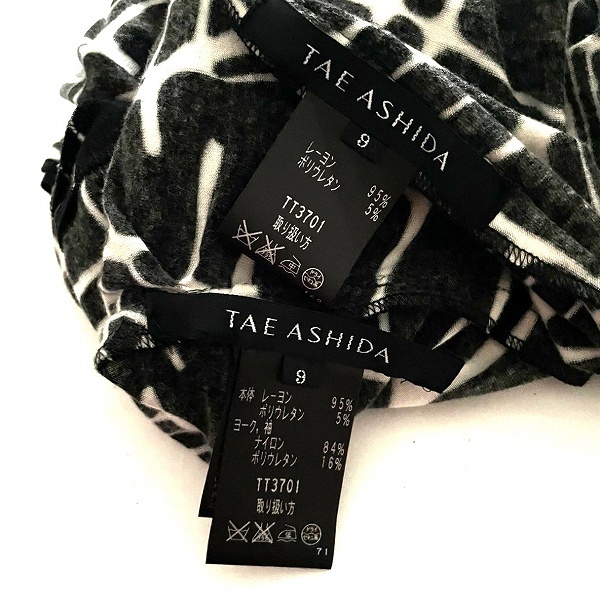 TAE ASHIDA
9
レーヨン 95%
ポリウレタン 5%
TT3701
取り扱い方
TAE ASHIDA
9
本体 レーヨン 95%
ポリウレタン 5%
ヨーク,袖
ナイロン 84%
ポリウレタン 16%
TT3701
取り扱い方
71